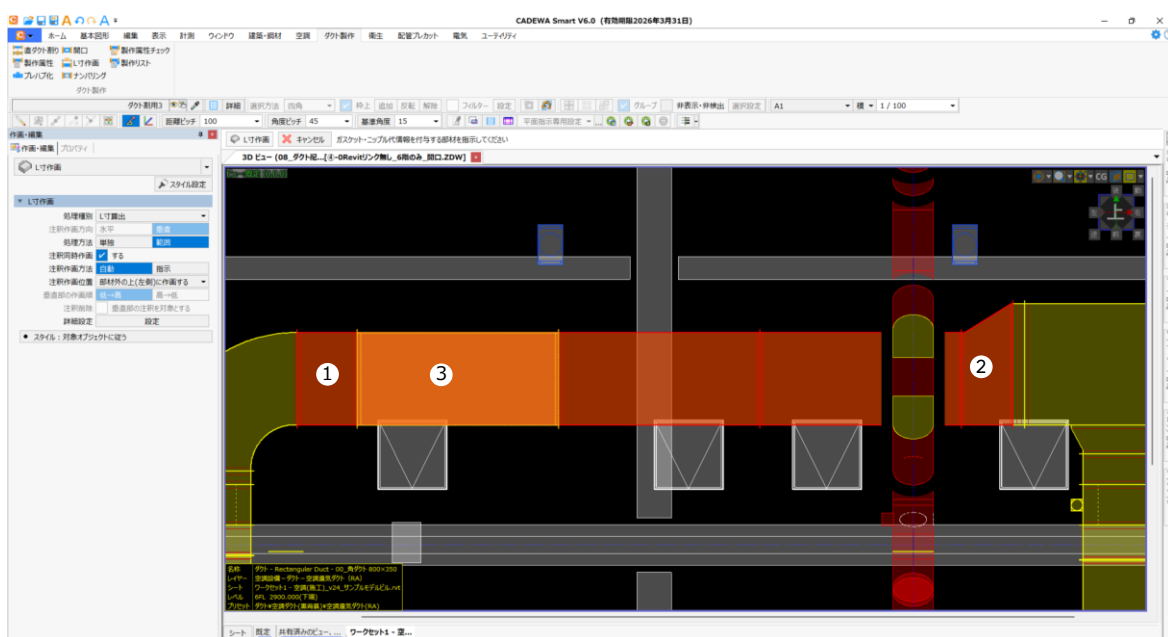 CADEWA Smart V6.0 (有効期限2026年3月31日)
ホーム 基本図形 編集 表示 計測 ウィンドウ 建築・鋼材 空調 ダクト製作 衛生 配管プレカット 電気 ユーティリティ
直ダクト割り 開口 製作属性チェック
製作属性 L寸作画 製作リスト
プレハブ化 ナンバリング
ダクト製作
ダクト割用3 詳細 選択方法 四角 枠上 追加 反転 解除 フィルター 設定 グループ 非表示・非検出 選択設定 A1 横 1 / 100
距離ピッチ 100 角度ピッチ 45 基準角度 15 平面指示専用設定
作画・編集
作画・編集 プロパティ
L寸作画 キャンセル ガスケット・ニップル代情報を付与する部材を指示してください
3D ビュー (08_ダクト配...[④-0Revitリンク無し_6階のみ_開口.ZDW]
L寸作画
スタイル設定
L寸作画
処理種別 L寸算出
注釈作画方向 水平 垂直
処理方法 単独 範囲
注釈同時作画 する
注釈作画方法 自動 指示
注釈作画位置 部材外の上(左側)に作画する
垂直部の作画順 低→高 高→低
注釈削除 垂直部の注釈を対象とする
詳細設定 設定
スタイル：対象オブジェクトに従う
CG
上
1
3
2
名称 ダクト - Rectanguler Duct - 00_角ダクト 800×350
レイヤー 空調設備－ダクト－空調還気ダクト (RA)
シート ワークセット1 - 空調(施工)_v24_サンプルモデルビル.rvt
レベル 6FL 2900.000(下端)
プリセット ダクト¥空調ダクト(裏両暴)¥空調還気ダクト(RA)
シート 既定 共有済みのビュー、... ワークセット1 - 空...